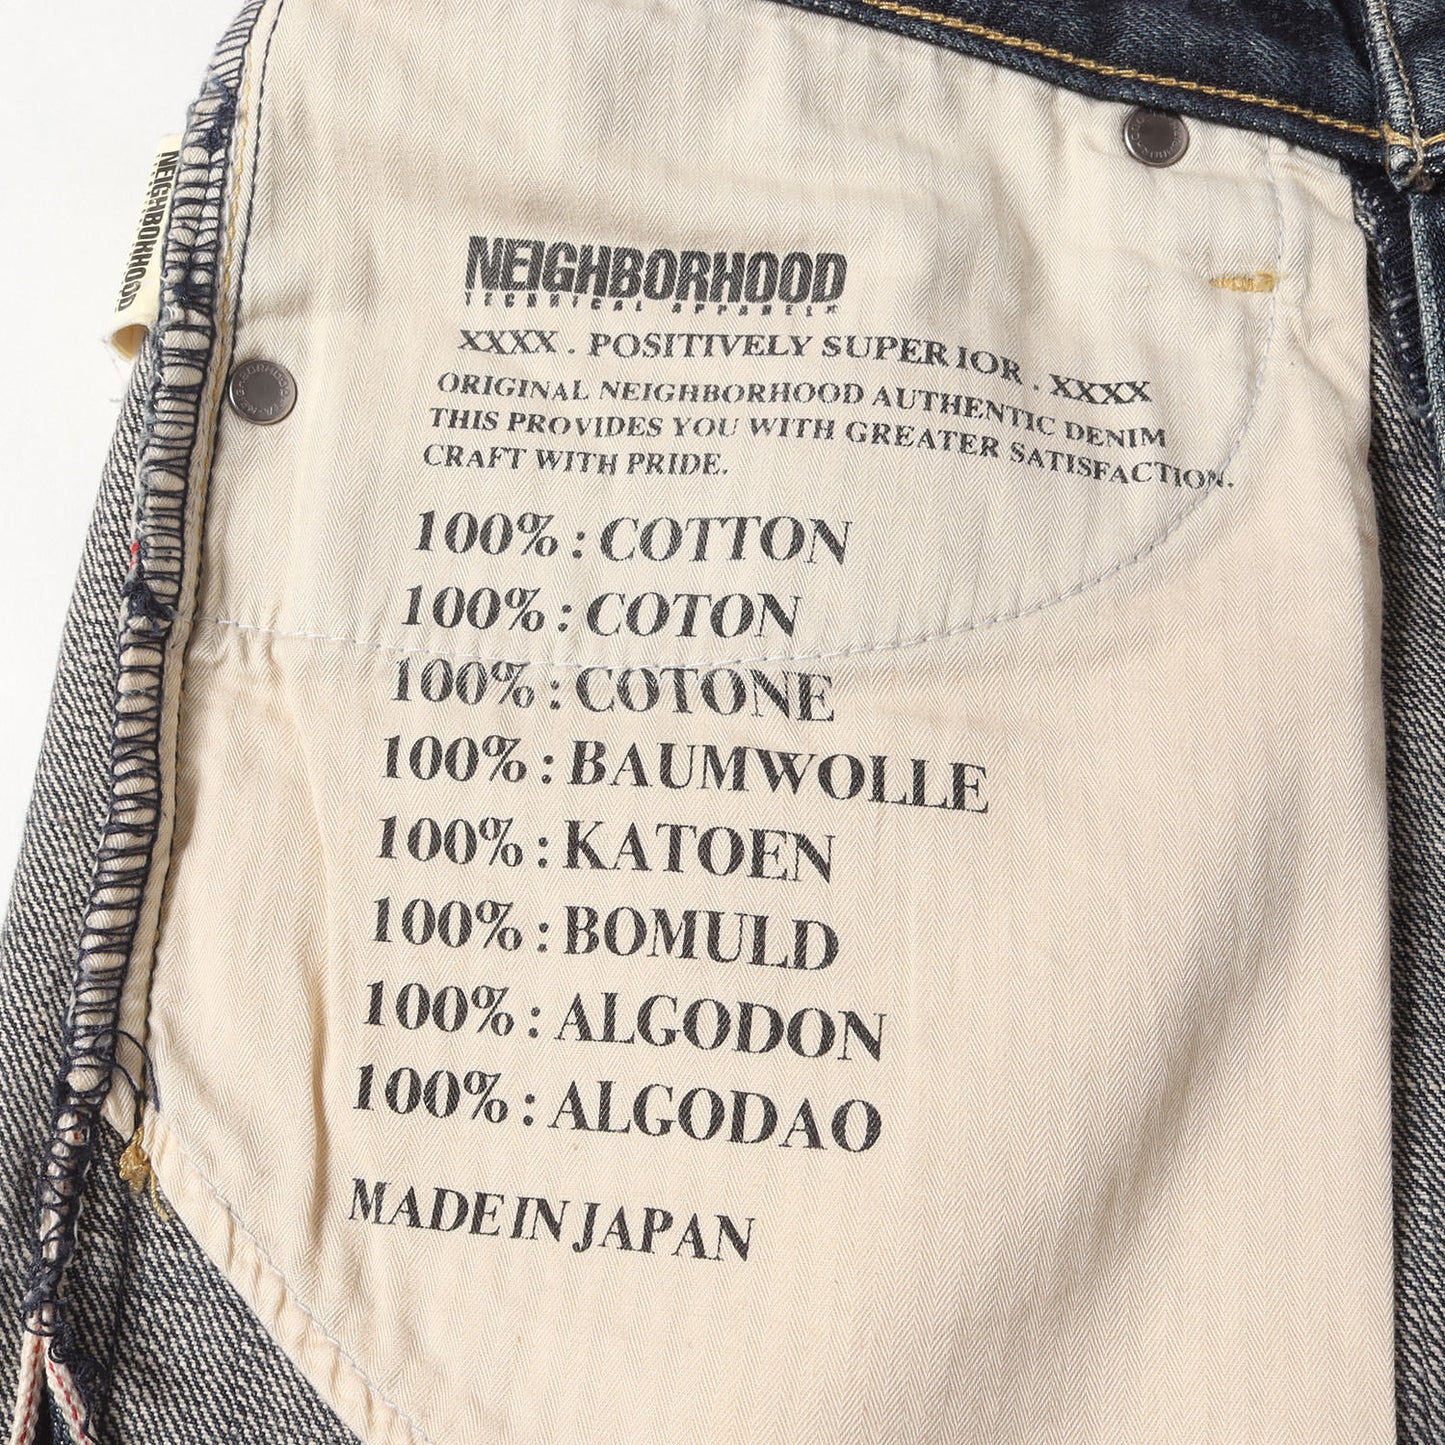 NEIGHBORHOOD
NEIGHBORHOOD
TECHNICAL APPAREL
XXXX . POSITIVELY SUPERIOR . XXXX
ORIGINAL NEIGHBORHOOD AUTHENTIC DENIM
THIS PROVIDES YOU WITH GREATER SATISFACTION.
CRAFT WITH PRIDE.
100% : COTTON
100% : COTON
100% : COTONE
100% : BAUMWOLLE
100% : KATOEN
100% : BOMULD
100% : ALGODON
100% : ALGODAO
MADE IN JAPAN